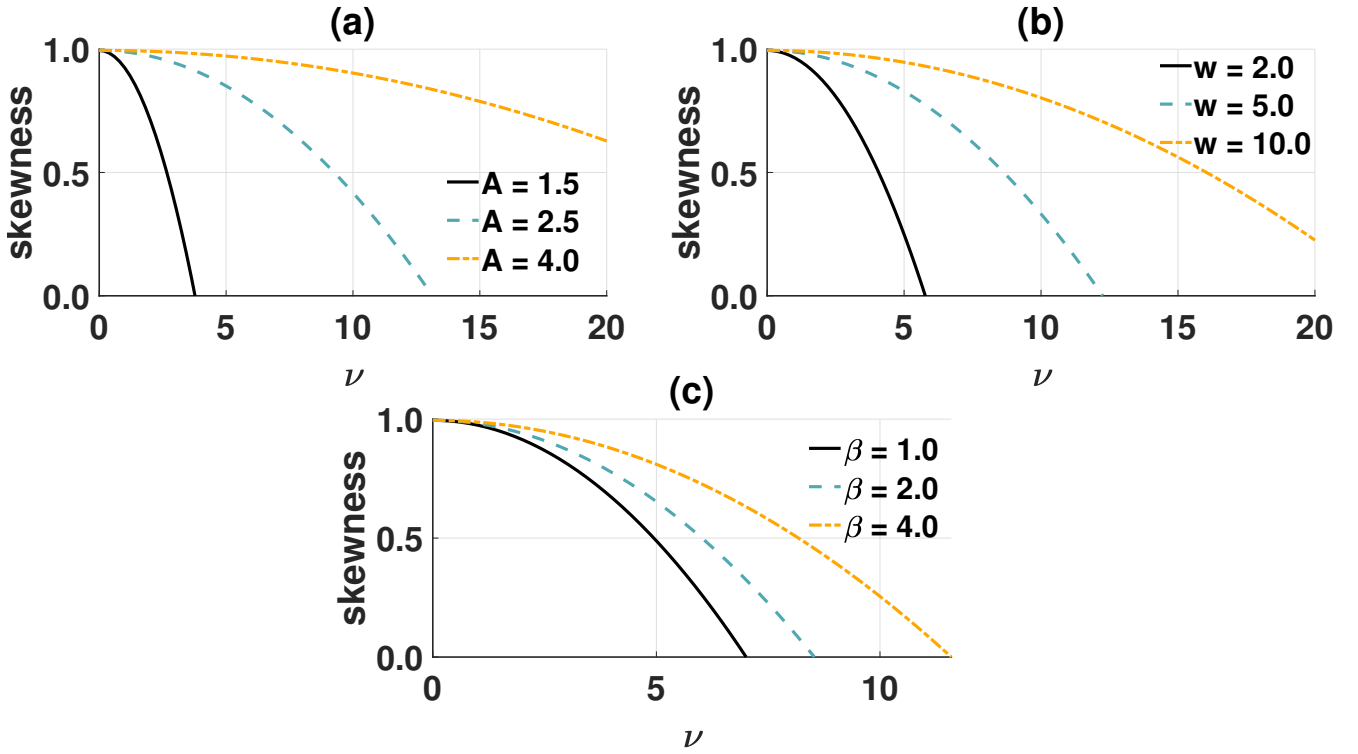 (a)
skewness
1.0
0.5
0.0
0
5
10
15
20
ν
A = 1.5
A = 2.5
A = 4.0
(b)
skewness
1.0
0.5
0.0
0
5
10
15
20
ν
w = 2.0
w = 5.0
w = 10.0
(c)
skewness
1.0
0.5
0.0
0
5
10
ν
β = 1.0
β = 2.0
β = 4.0